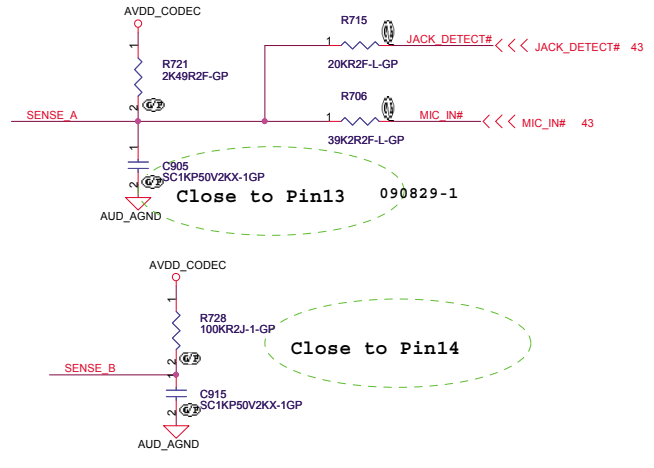 AVDD_CODEC
R715
1
JACK_DETECT#
JACK_DETECT# 43
20KR2F-L-GP
1
R721
2K49R2F-GP
R706
2
SENSE_A
1
MIC_IN#
MIC_IN# 43
39K2R2F-L-GP
1
C905
SC1KP50V2KX-1GP
2
Close to Pin13
090829-1
AUD_AGND
AVDD_CODEC
1
R728
100KR2J-1-GP
Close to Pin14
2
SENSE_B
1
C915
SC1KP50V2KX-1GP
2
AUD_AGND